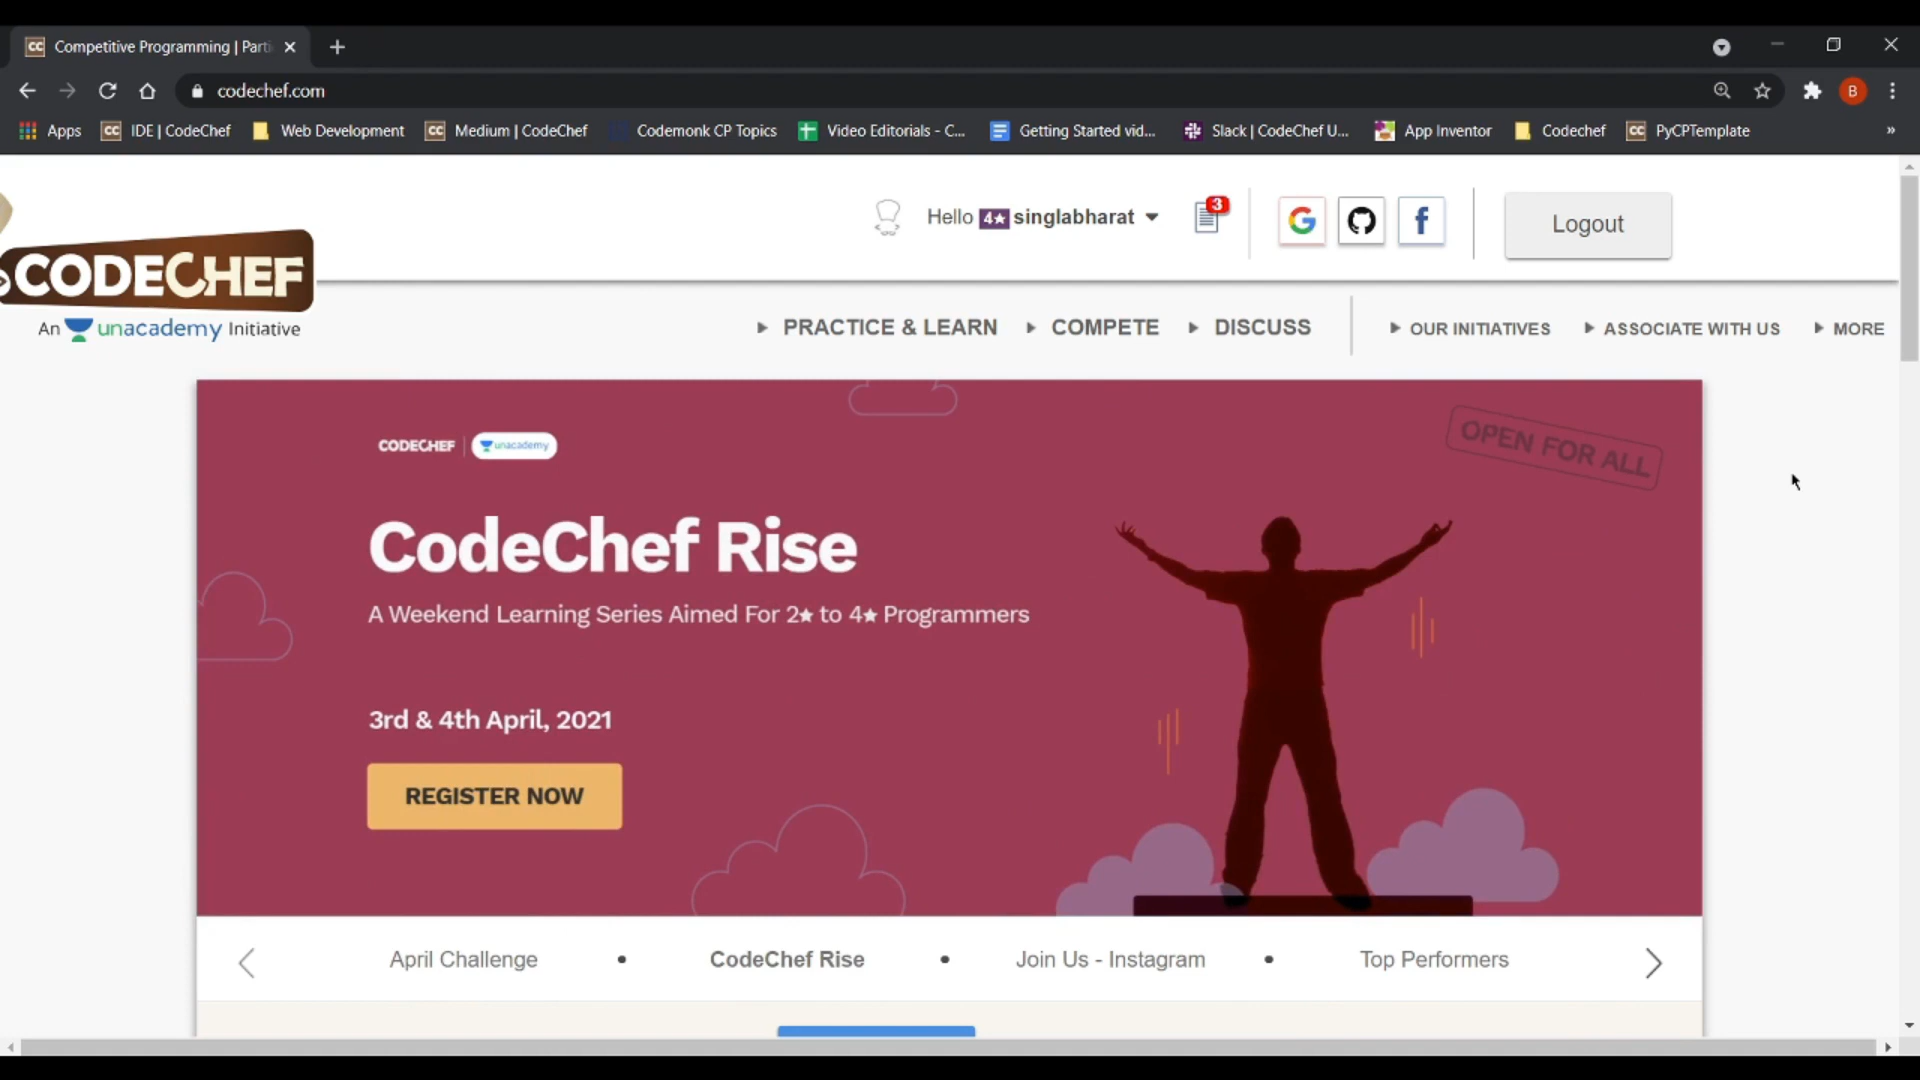 CC Competitive Programming | Parti
codechef.com
B
Apps CC IDE | CodeChef Web Development CC Medium | CodeChef Codemonk CP Topics Video Editorials - C... Getting Started vid... Slack | CodeChef U... App Inventor Codechef CC PyCPTemplate »
Hello 4★ singlabharat 3 G f Logout
CODECHEF
An unacademy Initiative
PRACTICE & LEARN COMPETE DISCUSS OUR INITIATIVES ASSOCIATE WITH US MORE
OPEN FOR ALL
CODECHEF unacademy
CodeChef Rise
A Weekend Learning Series Aimed For 2★ to 4★ Programmers
3rd & 4th April, 2021
REGISTER NOW
April Challenge • CodeChef Rise • Join Us - Instagram • Top Performers